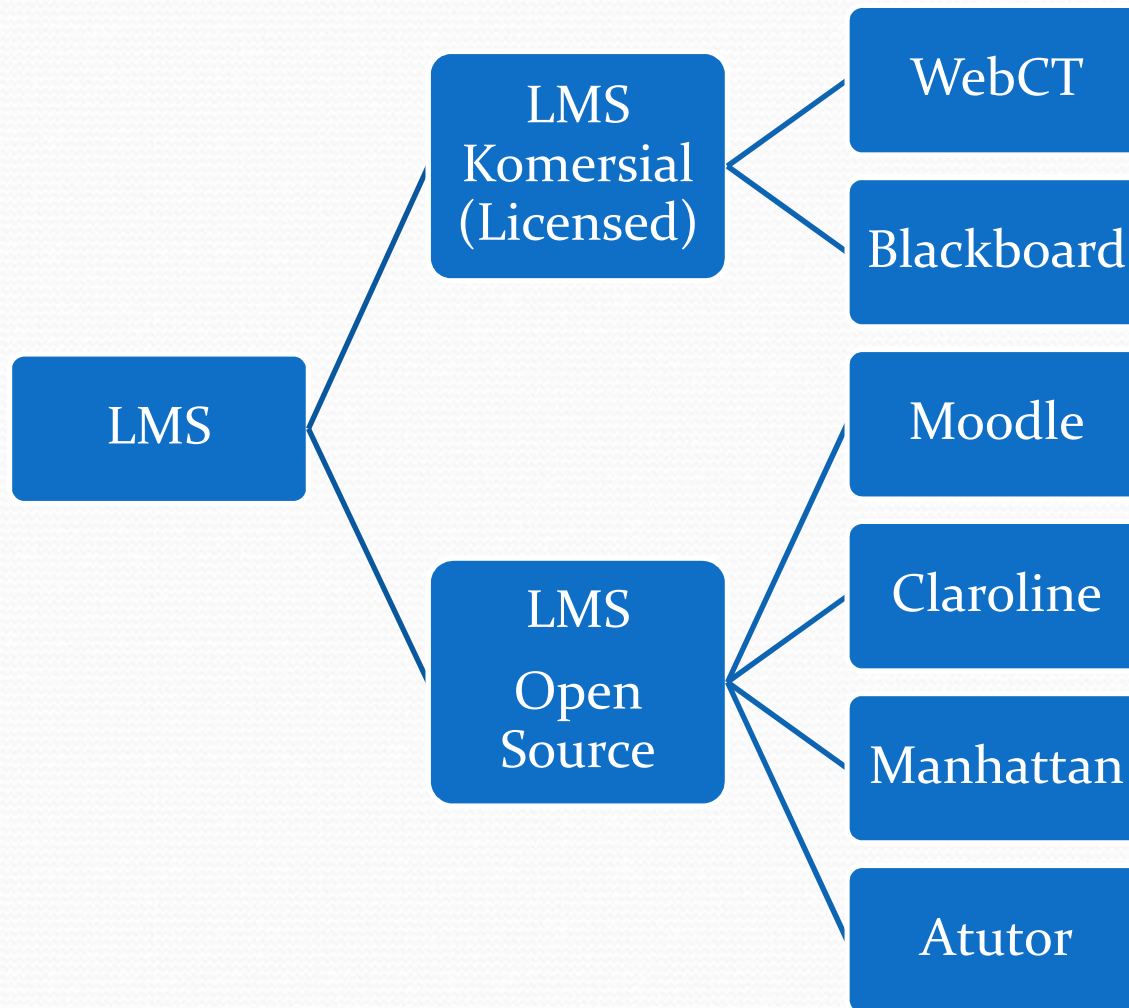 LMS
LMS
Komersial
(Licensed)
WebCT
Blackboard
LMS
Open
Source
Moodle
Claroline
Manhattan
Atutor